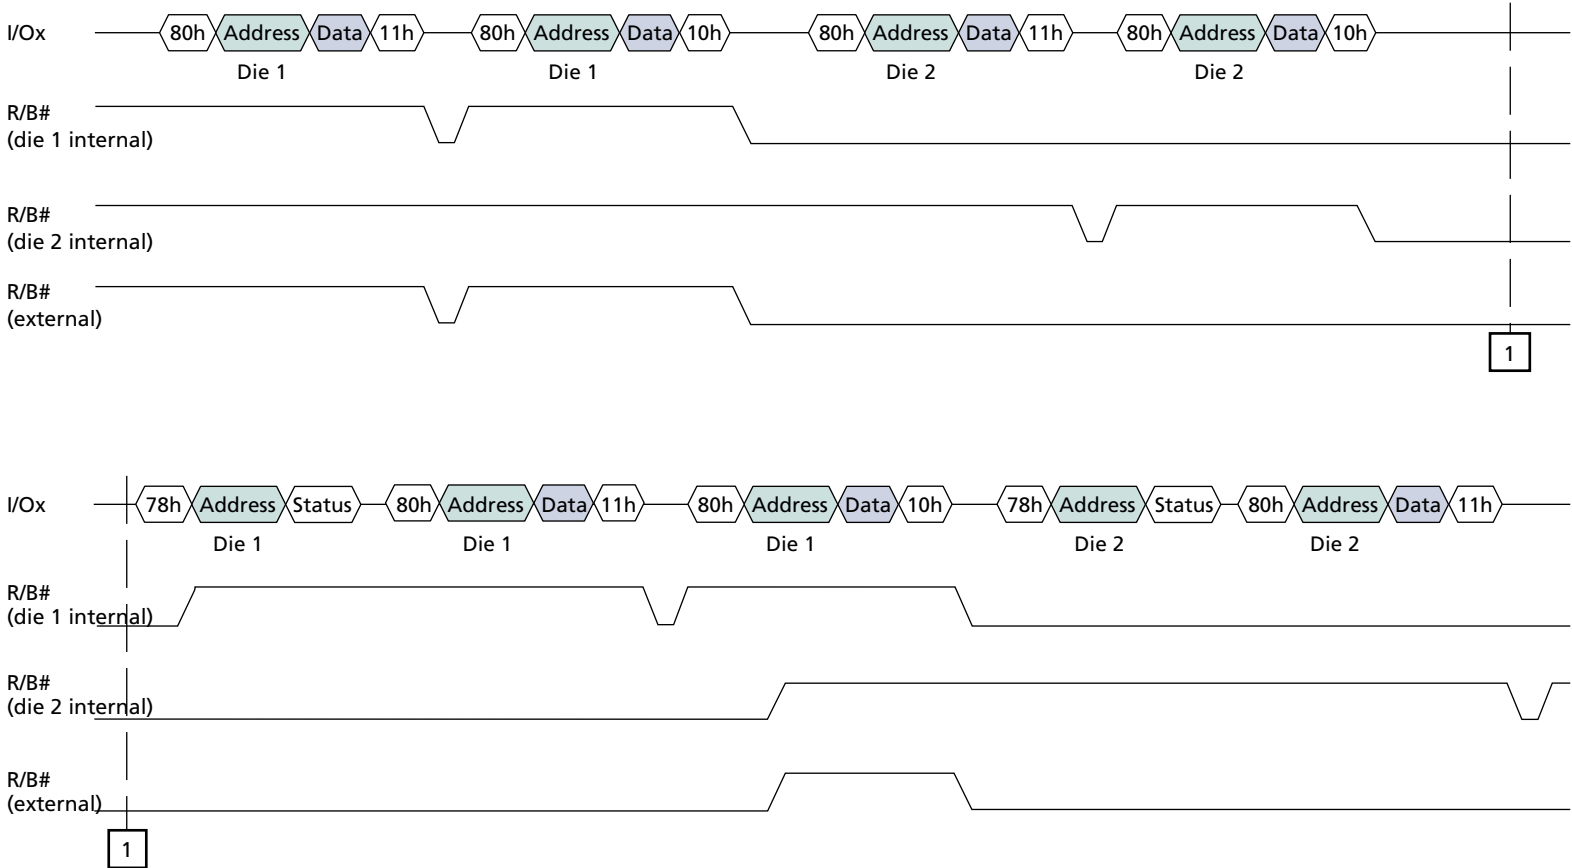 I/Ox 80h Address Data 11h 80h Address Data 10h 80h Address Data 11h 80h Address Data 10h
Die 1 Die 1 Die 2 Die 2
R/B#
(die 1 internal)
R/B#
(die 2 internal)
R/B#
(external)
1
I/Ox 78h Address Status 80h Address Data 11h 80h Address Data 10h 78h Address Status 80h Address Data 11h
Die 1 Die 1 Die 1 Die 2 Die 2
R/B#
(die 1 internal)
R/B#
(die 2 internal)
R/B#
(external)
1